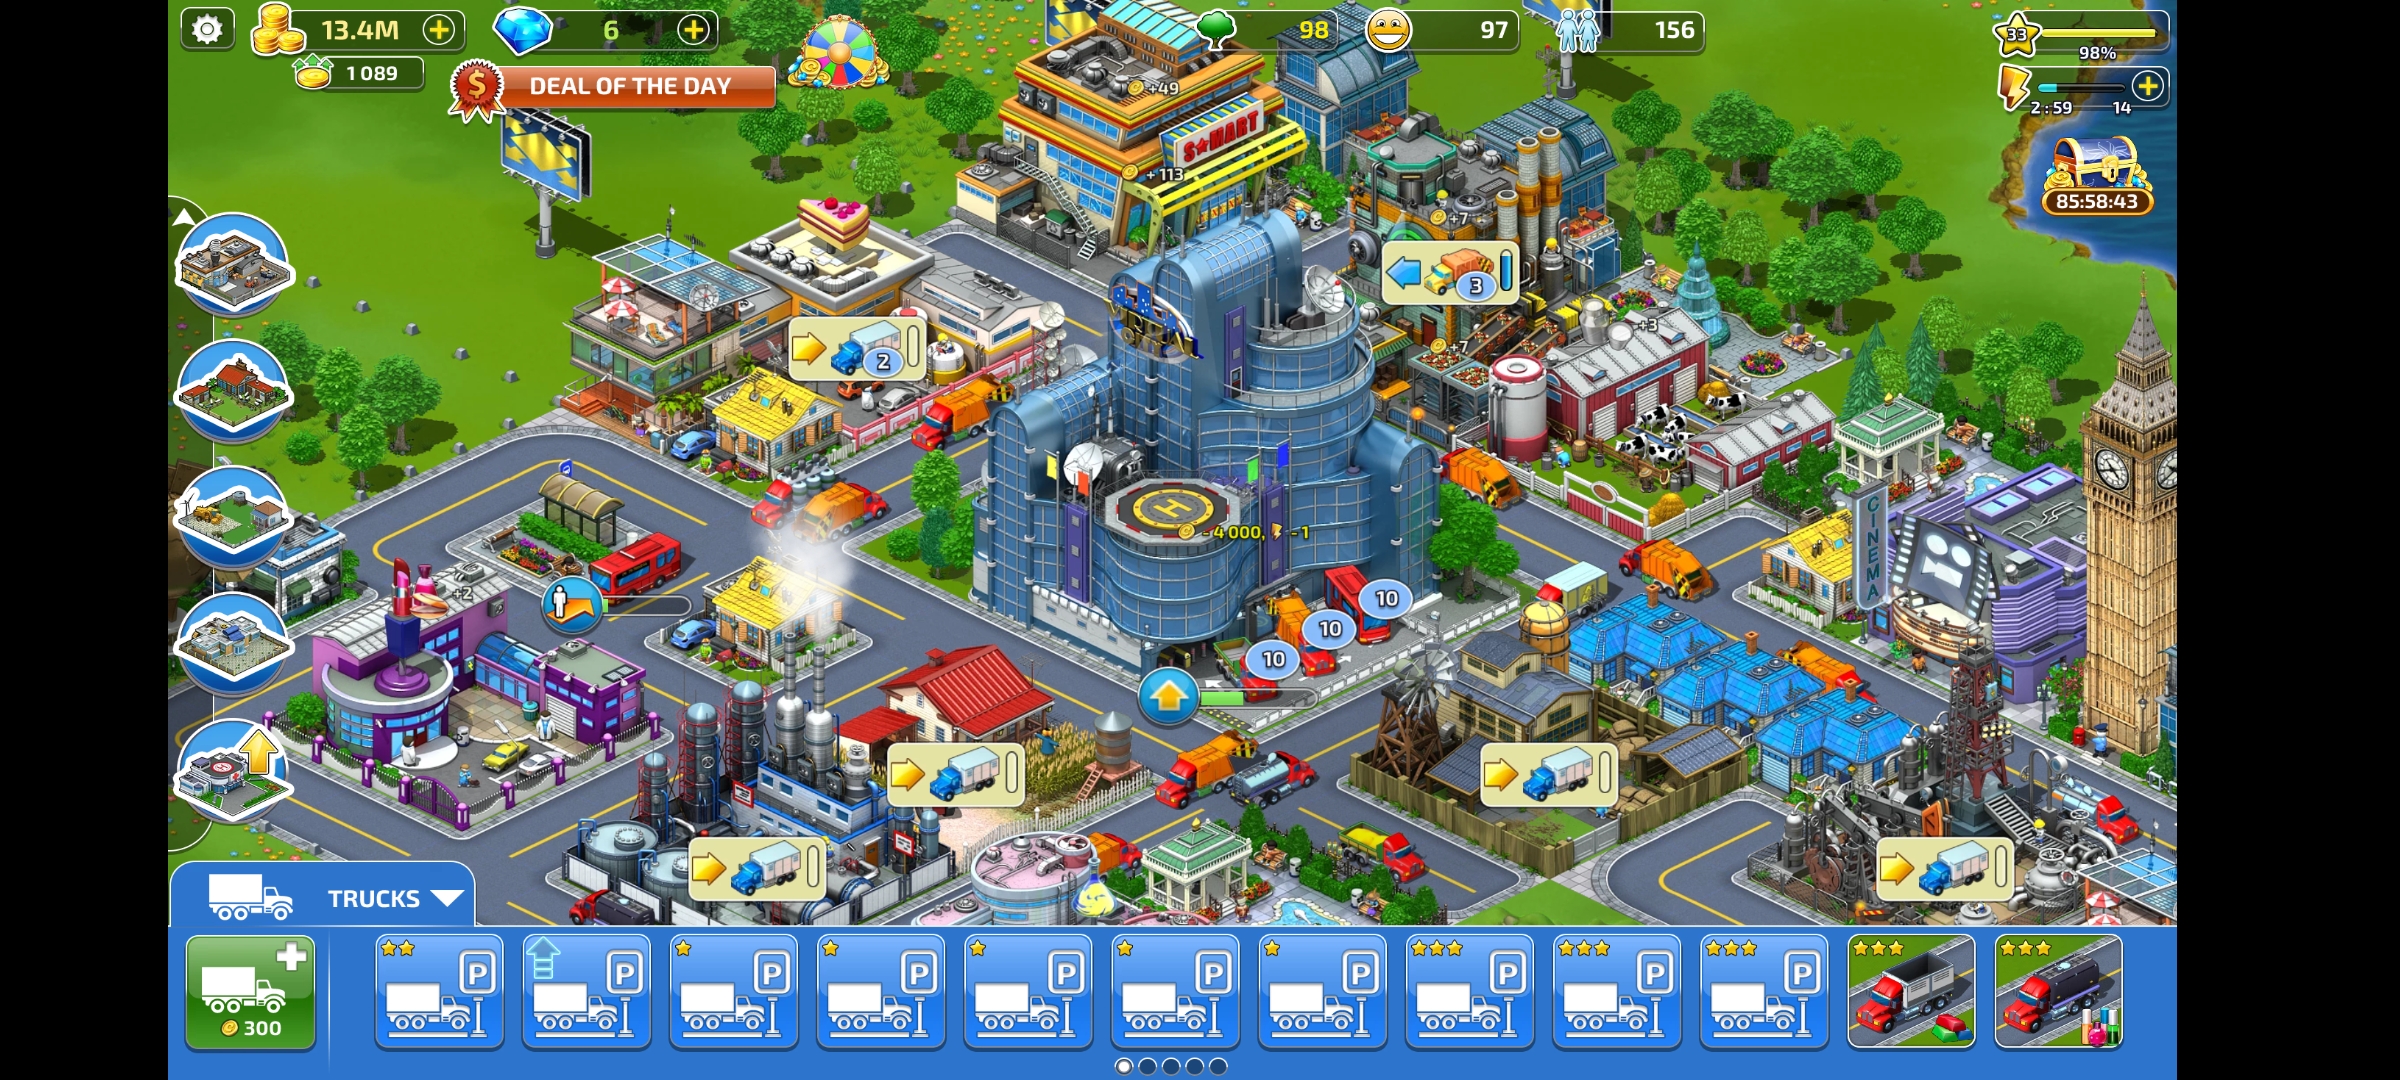 13.4M
6
98
97
156
33
98%
1 089
DEAL OF THE DAY
2:59
14
85:58:43
+49
S★MART
+113
+7
3
+3
2
+7
H
-4 000, -1
CINEMA
+2
10
10
10
TRUCKS
300
P
P
P
P
P
P
P
P
P
P